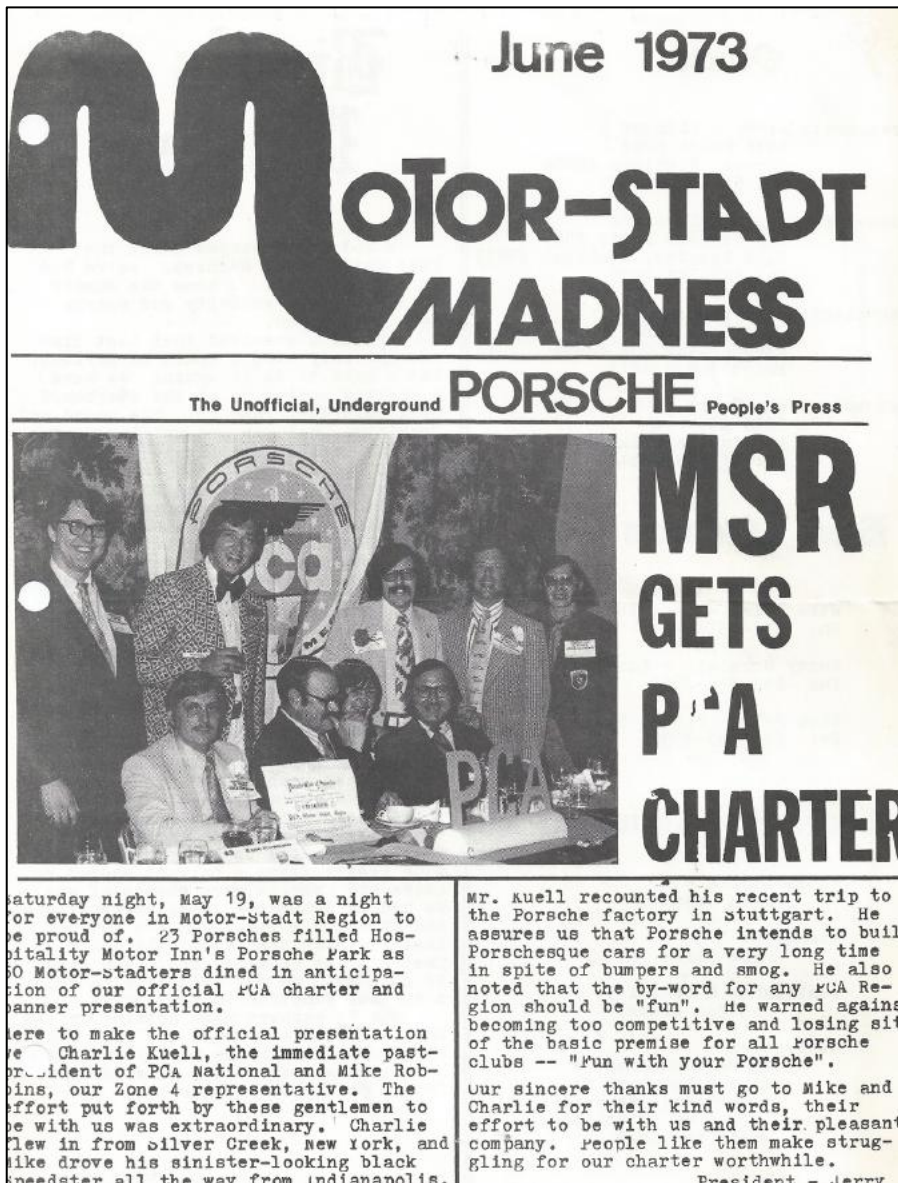 June 1973
MOTOR-STADT
MADNESS
The Unofficial, Underground PORSCHE People's Press
PORSCHE
pca
PCA
MSR
GETS
P'A
CHARTER
Saturday night, May 19, was a night
for everyone in Motor-Stadt Region to
be proud of. 23 Porsches filled Hos-
pitality Motor Inn's Porsche Park as
Motor-Stadters dined in anticipa-
tion of our official PCA charter and
banner presentation.
Here to make the official presentation
Charlie Kuell, the immediate past-
president of PCA National and Mike Rob-
bins, our Zone 4 representative. The
effort put forth by these gentlemen to
be with us was extraordinary. Charlie
flew in from Silver Creek, New York, and
Mike drove his sinister-looking black
Speedster all the way from Indianapolis.
Mr. Kuell recounted his recent trip to
the Porsche factory in Stuttgart. He
assures us that Porsche intends to buil
Porschesque cars for a very long time
in spite of bumpers and smog. He also
noted that the by-word for any PCA Re-
gion should be "fun". He warned agains
becoming too competitive and losing sit
of the basic premise for all Porsche
clubs -- "Fun with your Porsche".
Our sincere thanks must go to Mike and
Charlie for their kind words, their
effort to be with us and their pleasant
company. People like them make strug-
gling for our charter worthwhile.
President - Jerry